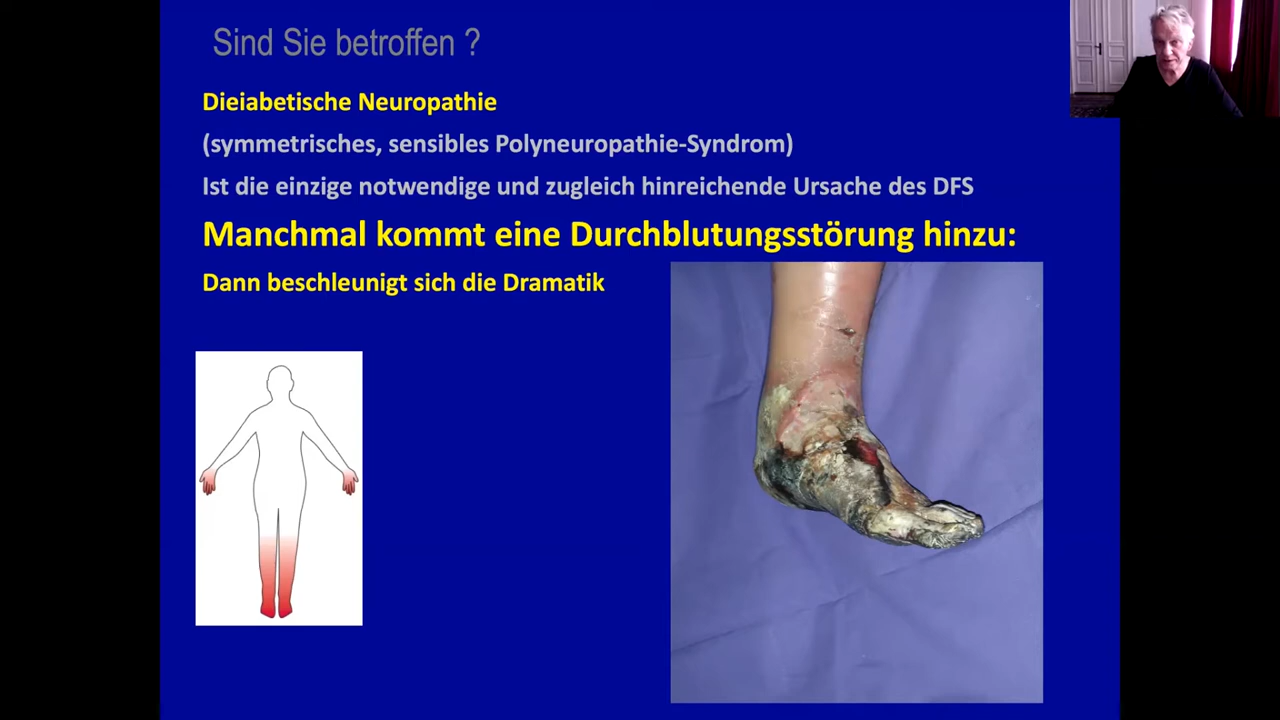 Sind Sie betroffen ?
Dieiabetische Neuropathie
(symmetrisches, sensibles Polyneuropathie-Syndrom)
Ist die einzige notwendige und zugleich hinreichende Ursache des DFS
Manchmal kommt eine Durchblutungsstörung hinzu:
Dann beschleunigt sich die Dramatik